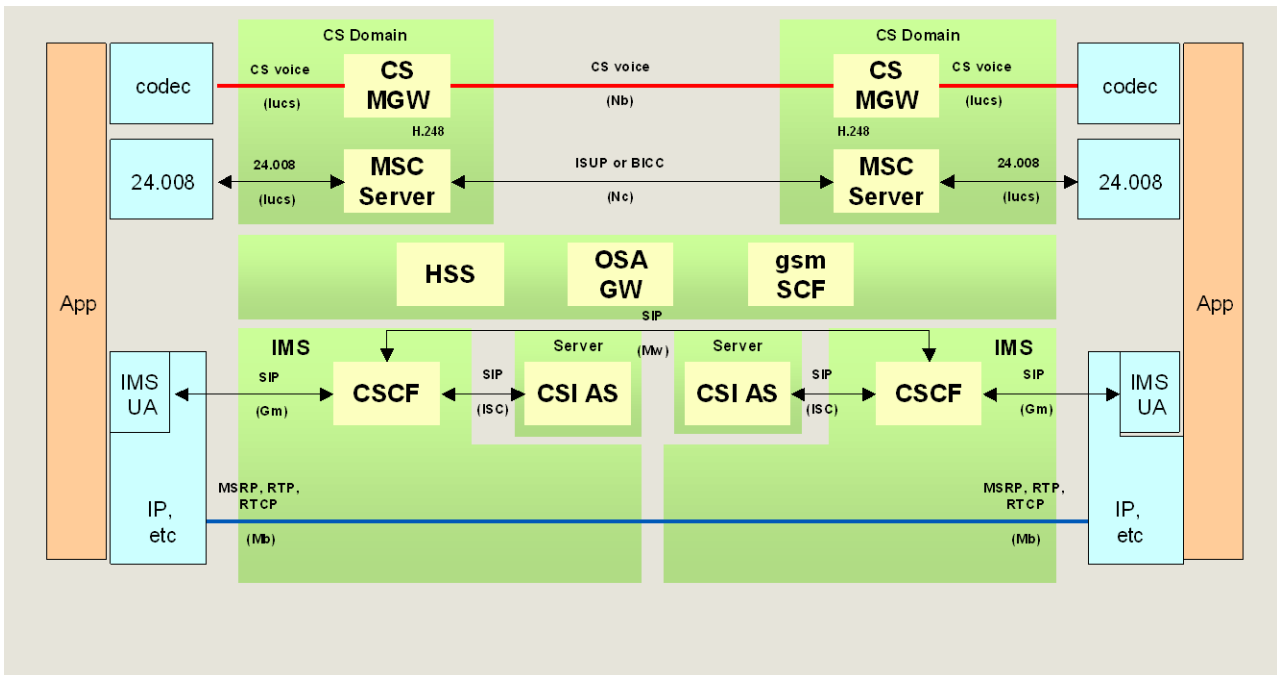 CS Domain
CS Domain
codec
CS voice
(Iucs)
CS
MGW
CS voice
(Nb)
CS
MGW
CS voice
(Iucs)
codec
H.248
H.248
24.008
24.008
(Iucs)
MSC
Server
ISUP or BICC
(Nc)
MSC
Server
24.008
(Iucs)
24.008
App
HSS
OSA
GW
gsm
SCF
App
SIP
(Mw)
IMS
Server
Server
IMS
IMS
UA
SIP
(Gm)
CSCF
SIP
(ISC)
CSI AS
CSI AS
SIP
(ISC)
CSCF
SIP
(Gm)
IMS
UA
IP,
etc
MSRP, RTP,
RTCP
(Mb)
MSRP, RTP,
RTCP
(Mb)
IP,
etc